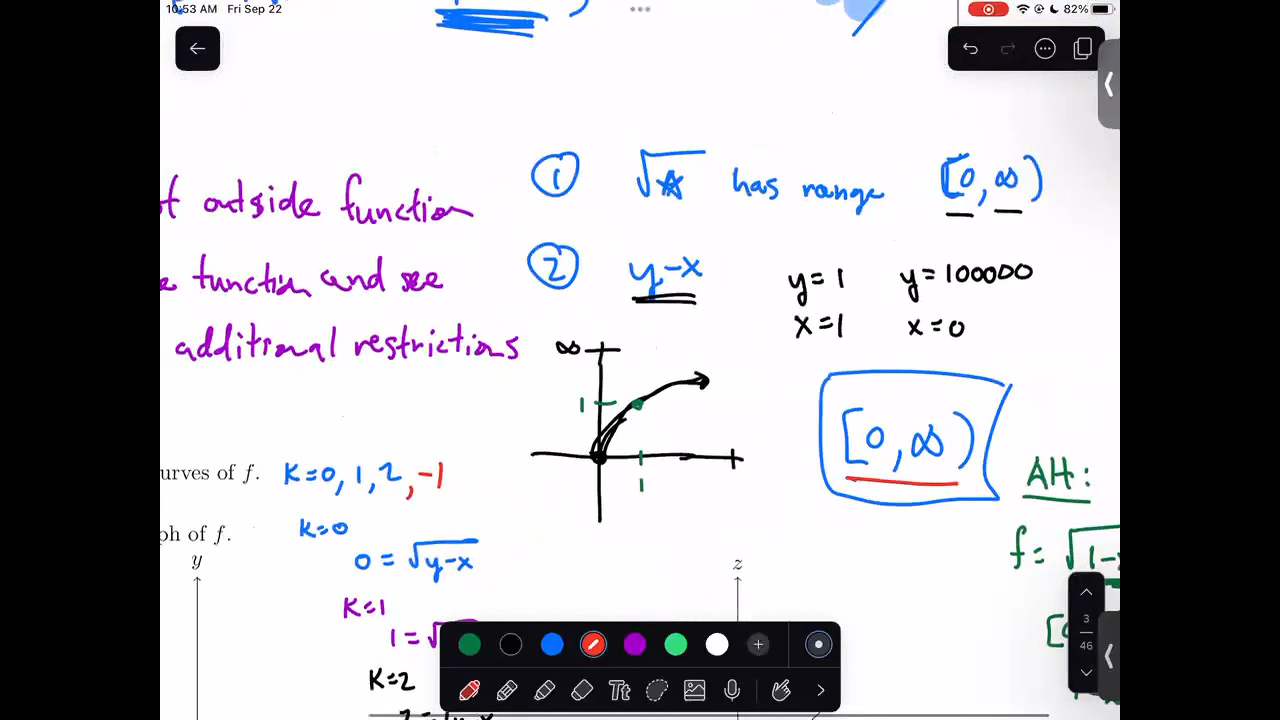 10:53 AM Fri Sep 22
82%
outside function
① √☆ has range [0, ∞)
function and see
② y-x
y=1 y=100000
x=1 x=0
additional restrictions
∞
1
1
[0, ∞)
urves of f. K=0, 1, 2, -1
Alt:
ph of f.
K=0
0 = √y-x
f= √1-
y
z
K=1
1 = √
K=2
3
46
Tt